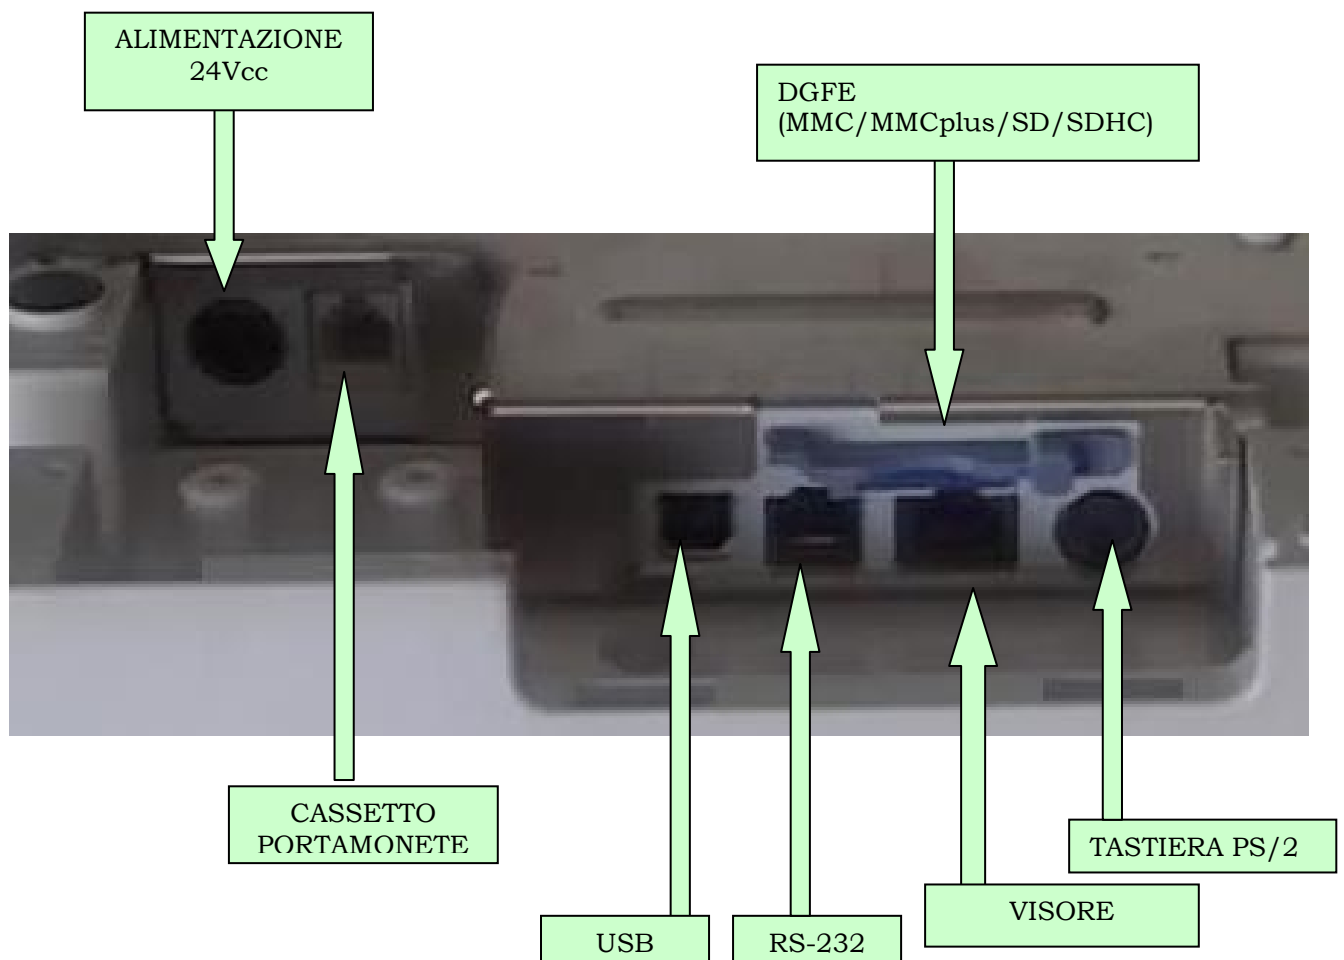 ALIMENTAZIONE
24Vcc
DGFE
(MMC/MMCplus/SD/SDHC)
CASSETTO
PORTAMONETE
TASTIERA PS/2
VISORE
USB
RS-232